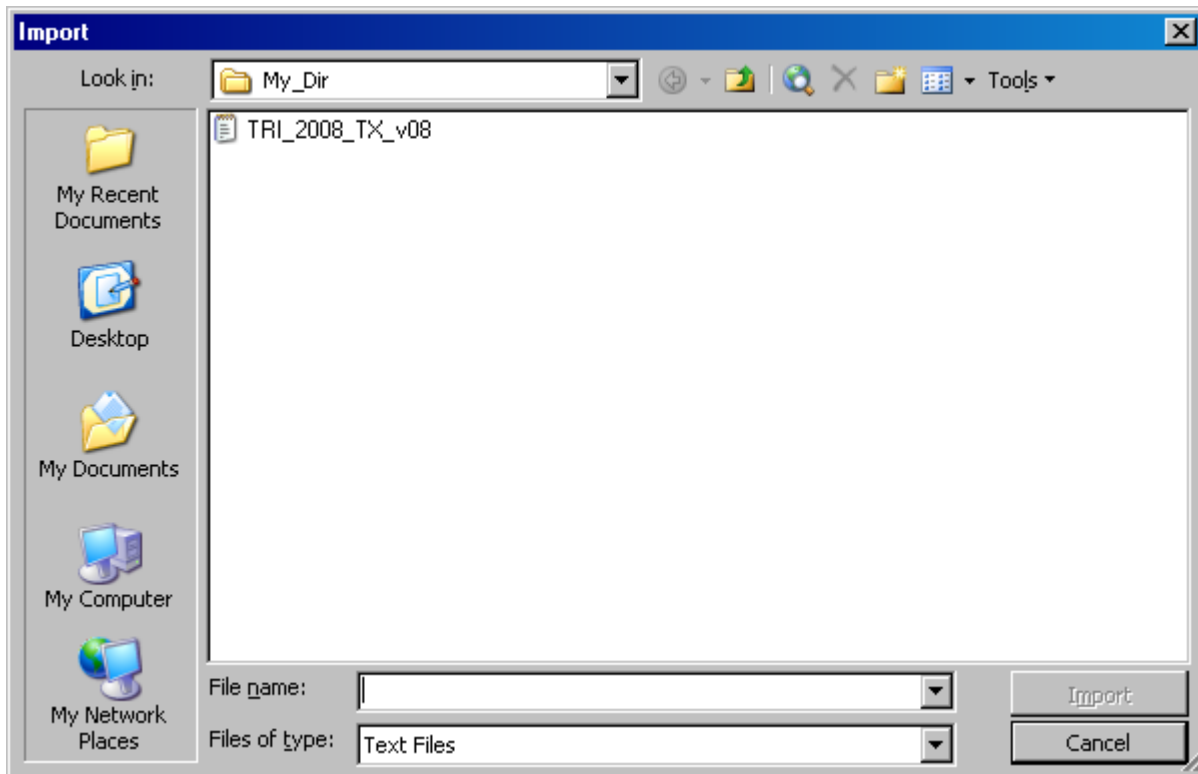 Import
Look in:
My_Dir
Tools
TRI_2008_TX_v08
My Recent
Documents
Desktop
My Documents
My Computer
My Network
Places
File name:
Import
Files of type:
Text Files
Cancel